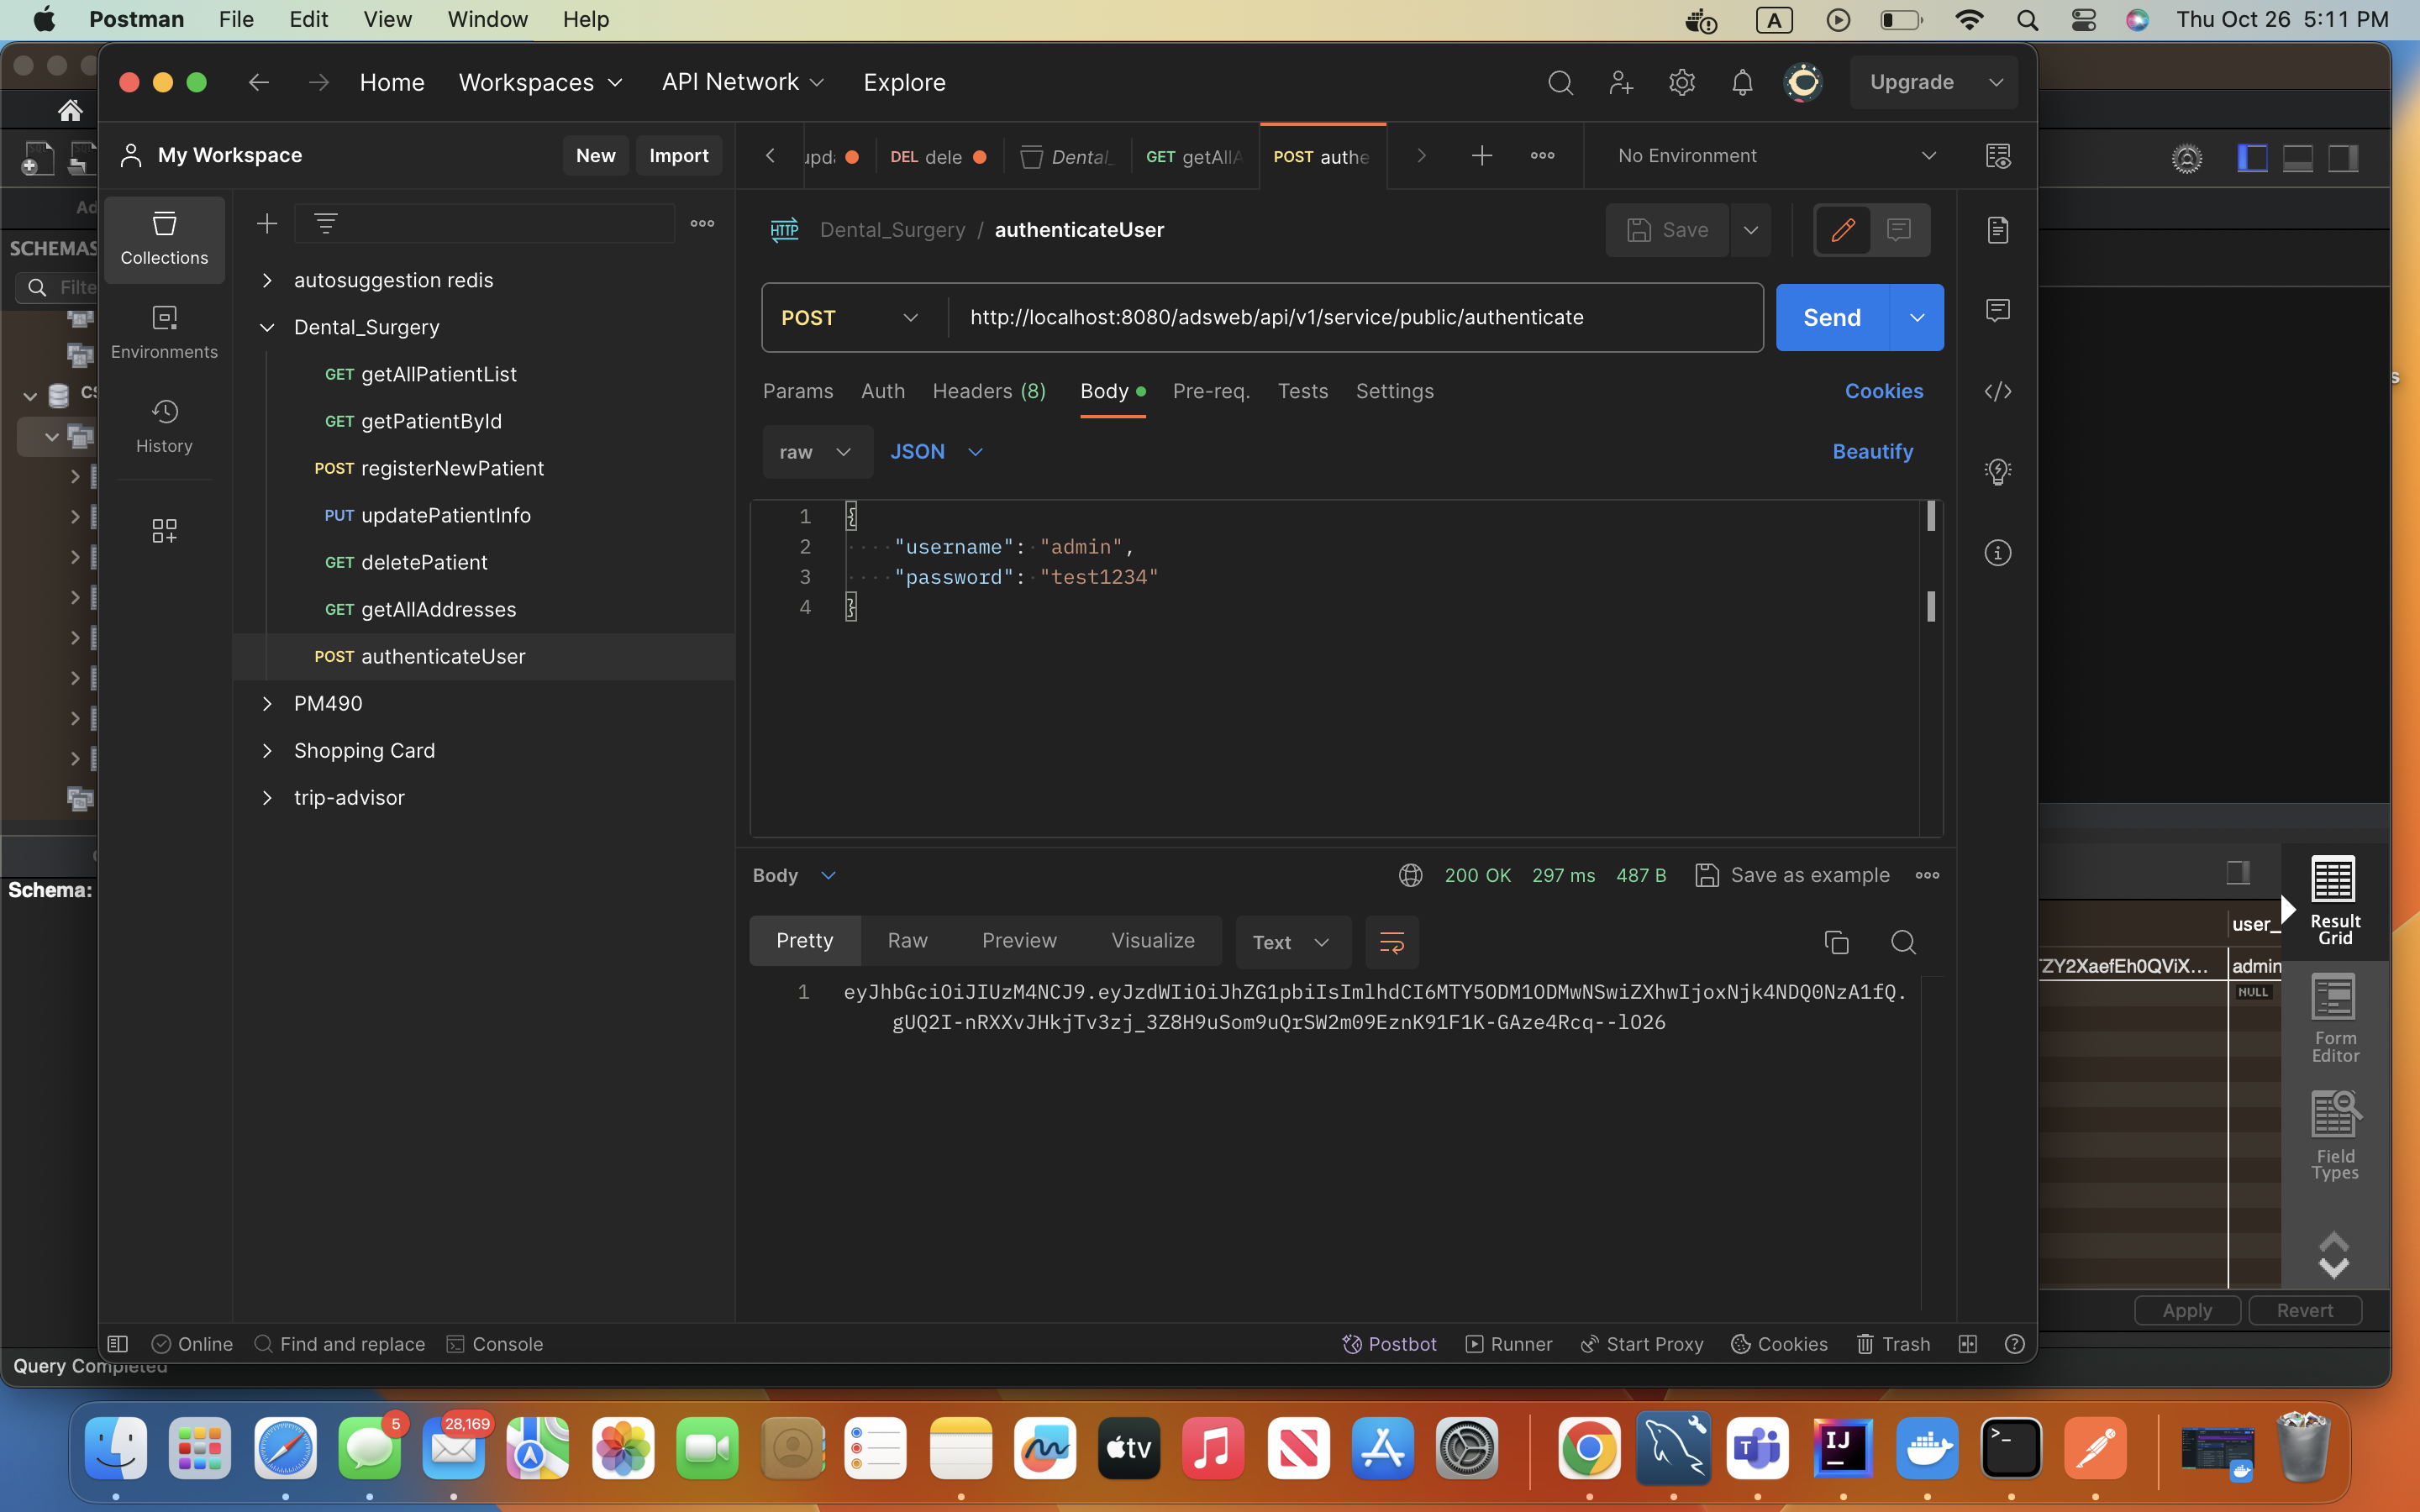 Postman File Edit View Window Help
A
Thu Oct 26 5:11 PM
Home Workspaces API Network Explore
Upgrade
My Workspace
New Import
DEL dele
Dental_
GET getAllA
POST authe
No Environment
SCHEMAS
Collections
Environments
History
autosuggestion redis
Dental_Surgery
GET getAllPatientList
GET getPatientById
POST registerNewPatient
PUT updatePatientInfo
GET deletePatient
GET getAllAddresses
POST authenticateUser
PM490
Shopping Card
trip-advisor
HTTP Dental_Surgery / authenticateUser
Save
POST http://localhost:8080/adsweb/api/v1/service/public/authenticate
Send
Params Auth Headers (8) Body Pre-req. Tests Settings
Cookies
raw JSON
Beautify
1 {
2 "username": "admin",
3 "password": "test1234"
4 }
Body
200 OK 297 ms 487 B Save as example
Pretty Raw Preview Visualize Text
1 eyJhbGciOiJIUzM4NCJ9.eyJzdWIiOiJhZG1pbiIsImlhdCI6MTY5ODM1ODMwNSwiZXhwIjoxNjk4NDQ0NzA1fQ.
gUQ2I-nRXXvJHkjTv3zj_3Z8H9uSom9uQrSW2m09EznK91F1K-GAze4Rcq--lO26
Schema:
user_
ZY2XaefEh0QViX... admin
NULL
Result
Grid
Form
Editor
Field
Types
Apply Revert
Online Find and replace Console
Postbot Runner Start Proxy Cookies Trash
Query Completed
5
28,169
tv
T
IJ